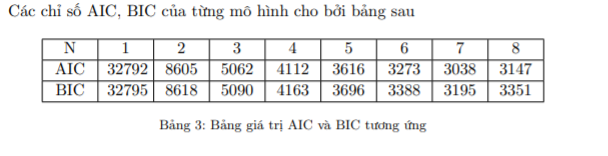 Các chỉ số AIC, BIC của từng mô hình cho bởi bảng sau
N 1 2 3 4 5 6 7 8
AIC 32792 8605 5062 4112 3616 3273 3038 3147
BIC 32795 8618 5090 4163 3696 3388 3195 3351
Bảng 3: Bảng giá trị AIC và BIC tương ứng